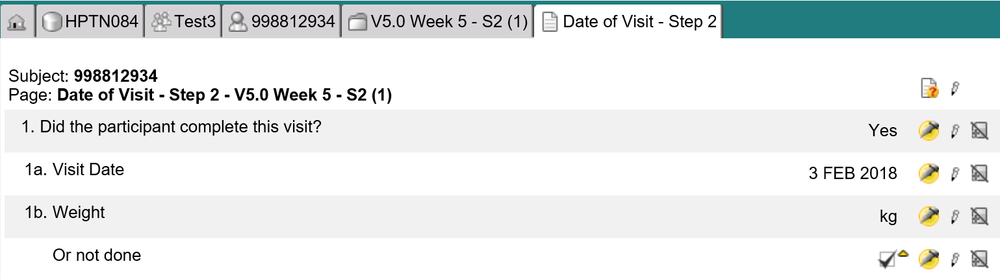 HPTN084 Test3 998812934 V5.0 Week 5 - S2 (1) Date of Visit - Step 2
Subject: 998812934
Page: Date of Visit - Step 2 - V5.0 Week 5 - S2 (1)
1. Did the participant complete this visit? Yes
1a. Visit Date 3 FEB 2018
1b. Weight kg
Or not done